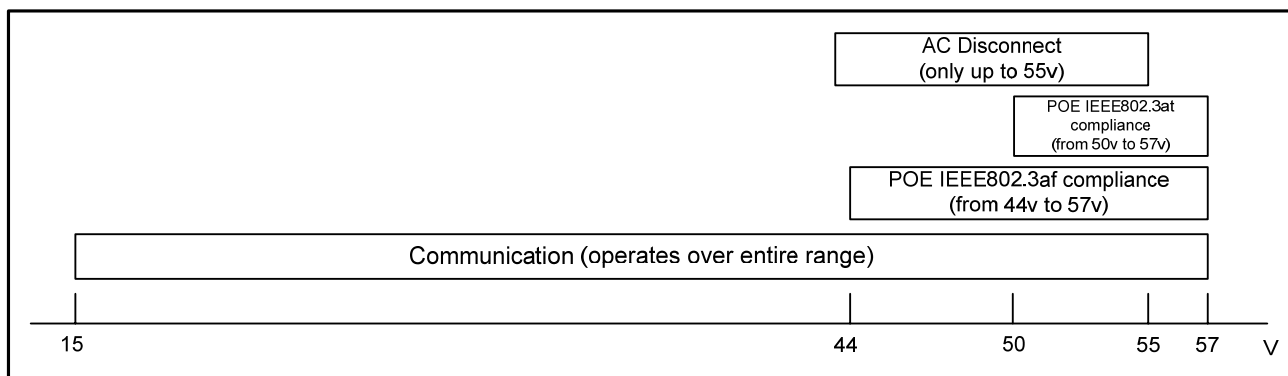 AC Disconnect
(only up to 55v)
POE IEEE802.3at
compliance
(from 50v to 57v)
POE IEEE802.3af compliance
(from 44v to 57v)
Communication (operates over entire range)
15 44 50 55 57 V